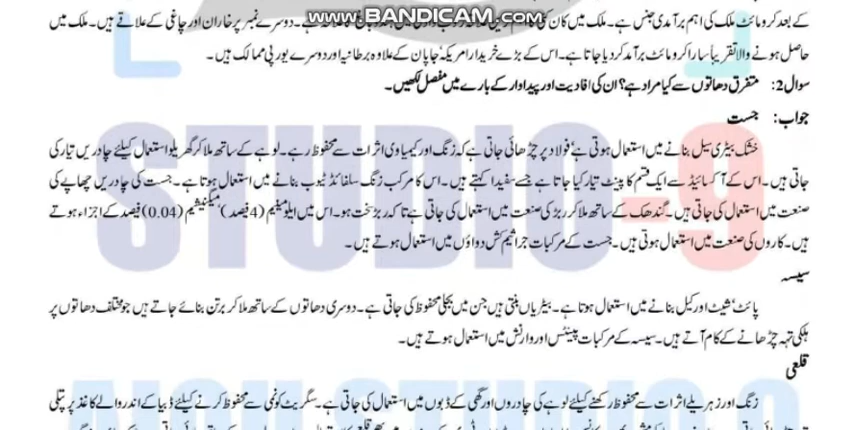 www.BANDICAM.com
کے بعد کرومائٹ ملک کی اہم برآمدی جنس ہے۔ ملک میں کان کی ہے۔ دوسرے نمبر پر خاران اور چاغی کے علاقے ہیں۔ ملک میں
حاصل ہونے والا تقریباً سارا کرومائٹ برآمد کر دیا جاتا ہے۔ اس کے بڑے خریدار امریکہ، جاپان کے علاوہ برطانیہ اور دوسرے یورپی ممالک ہیں۔
سوال 2: متفرق دھاتوں سے کیا مراد ہے؟ ان کی افادیت اور پیداوار کے بارے میں مفصل لکھیں۔
جواب: جست
خشک بیٹری سیل بنانے میں استعمال ہوتی ہے فولاد پر چڑھائی جاتی ہے کہ زنگ اور کیمیاوی اثرات سے محفوظ رہے۔ لوہے کے ساتھ ملا کر گھریلو استعمال کیلئے چادریں تیار کی
جاتی ہیں۔ اس کے آکسائیڈ سے ایک قسم کا پینٹ تیار کیا جاتا ہے جسے سفیدا کہتے ہیں۔ اس کا مرکب زنگ سلفائڈ ٹیوب بنانے میں استعمال ہوتا ہے۔ جست کی چادریں چھاپے کی
صنعت میں استعمال کی جاتی ہیں۔ گندھک کے ساتھ ملا کر ربڑ کی صنعت میں استعمال کی جاتی ہے تاکہ ربڑ سخت ہو۔ اس میں ایلومینیم (4 فیصد)، میگنیشیم (0.04) فیصد کے اجزاء ہوتے
ہیں۔ کاروں کی صنعت میں استعمال ہوتی ہیں۔ جست کے مرکبات جراثیم کش دواؤں میں استعمال ہوتے ہیں۔
سیسہ
پائپ، شیٹ اور کیل بنانے میں استعمال ہوتا ہے۔ بیٹریاں بنتی ہیں جن میں بجلی محفوظ کی جاتی ہے۔ دوسری دھاتوں کے ساتھ ملا کر برتن بنائے جاتے ہیں جو مختلف دھاتوں پر
ہلکی تہہ چڑھانے کے کام آتے ہیں۔ سیسہ کے مرکبات پینٹس اور وارنش میں استعمال ہوتے ہیں۔
قلعی
زنگ اور زہریلے اثرات سے محفوظ رکھنے کیلئے لوہے کی چادروں اور گھی کے ڈبوں میں استعمال کی جاتی ہے۔ سگریٹ کو نمی سے محفوظ کرنے کیلئے ڈبیا کے اندر والے کاغذ پر پتلی
STUDIO-9